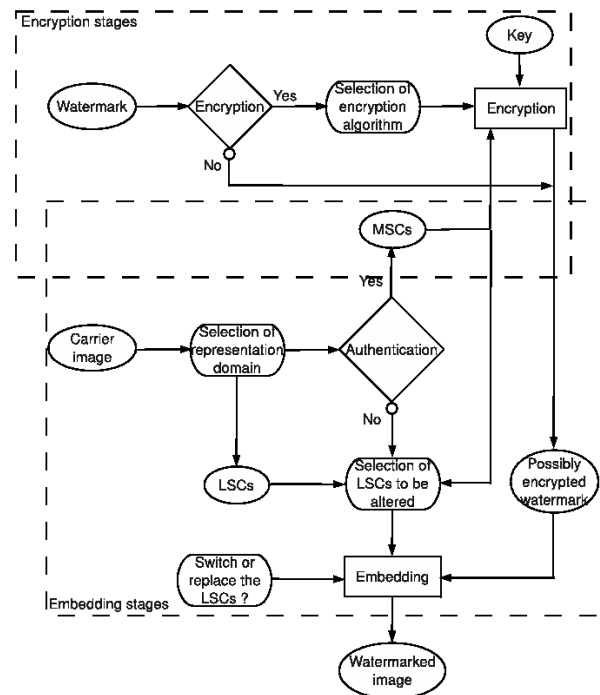 Encryption stages
Key
Watermark
Encryption
Yes
Selection of
encryption
algorithm
Encryption
No
MSCs
Yes
Carrier
image
Selection of
representation
domain
Authentication
No
LSCs
Selection of
LSCs to be
altered
Possibly
encrypted
watermark
Switch or
replace the
LSCs ?
Embedding
Embedding stages
Watermarked
image